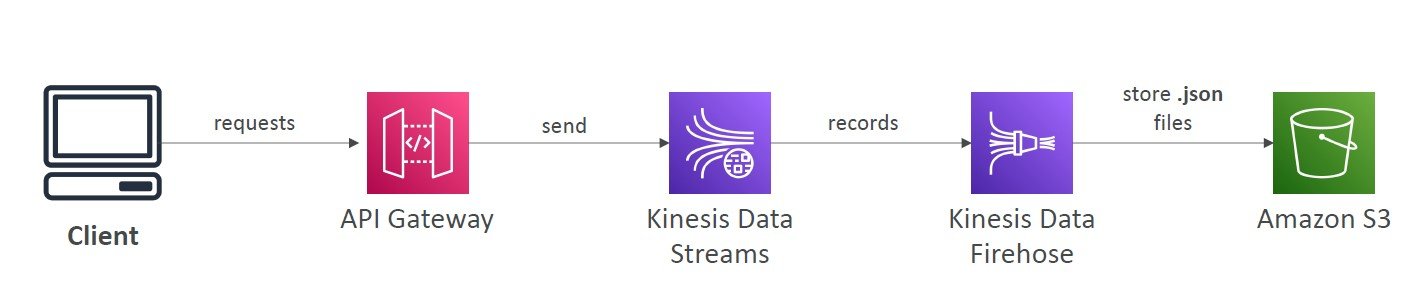 requests
send
records
store .json
files
</>
Client
API Gateway
Kinesis Data
Streams
Kinesis Data
Firehose
Amazon S3